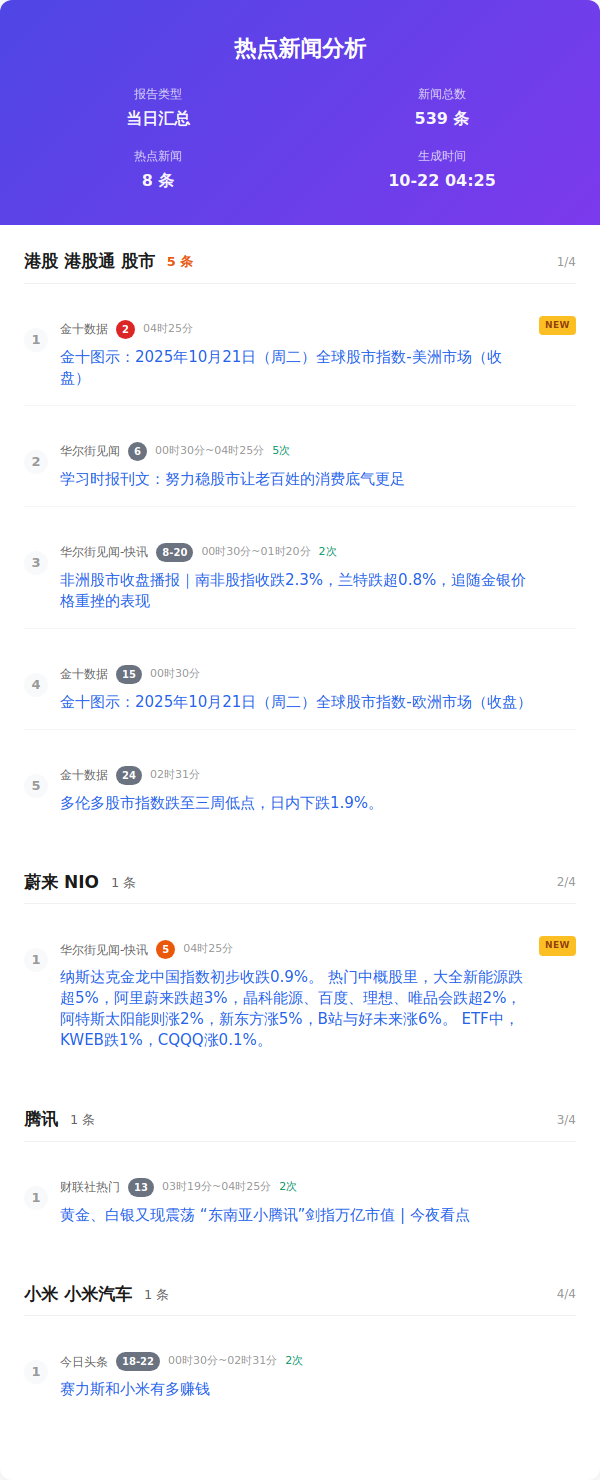 热点新闻分析
报告类型
当日汇总
新闻总数
539 条
热点新闻
8 条
生成时间
10-22 04:25
港股 港股通 股市 5 条 1/4
1 金十数据 2 04时25分 NEW
金十图示：2025年10月21日（周二）全球股市指数-美洲市场（收
盘）
2 华尔街见闻 6 00时30分~04时25分 5次
学习时报刊文：努力稳股市让老百姓的消费底气更足
3 华尔街见闻-快讯 8-20 00时30分~01时20分 2次
非洲股市收盘播报｜南非股指收跌2.3%，兰特跌超0.8%，追随金银价
格重挫的表现
4 金十数据 15 00时30分
金十图示：2025年10月21日（周二）全球股市指数-欧洲市场（收盘）
5 金十数据 24 02时31分
多伦多股市指数跌至三周低点，日内下跌1.9%。
蔚来 NIO 1 条 2/4
1 华尔街见闻-快讯 5 04时25分 NEW
纳斯达克金龙中国指数初步收跌0.9%。 热门中概股里，大全新能源跌
超5%，阿里蔚来跌超3%，晶科能源、百度、理想、唯品会跌超2%，
阿特斯太阳能则涨2%，新东方涨5%，B站与好未来涨6%。 ETF中，
KWEB跌1%，CQQQ涨0.1%。
腾讯 1 条 3/4
1 财联社热门 13 03时19分~04时25分 2次
黄金、白银又现震荡 “东南亚小腾讯”剑指万亿市值 | 今夜看点
小米 小米汽车 1 条 4/4
1 今日头条 18-22 00时30分~02时31分 2次
赛力斯和小米有多赚钱